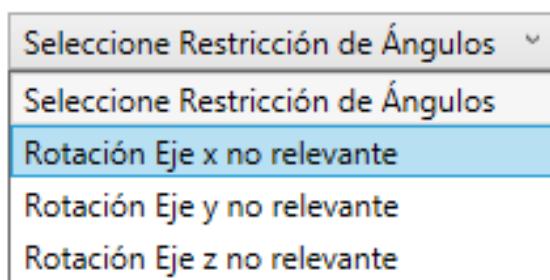 Seleccione Restricción de Ángulos
Seleccione Restricción de Ángulos
Rotación Eje x no relevante
Rotación Eje y no relevante
Rotación Eje z no relevante